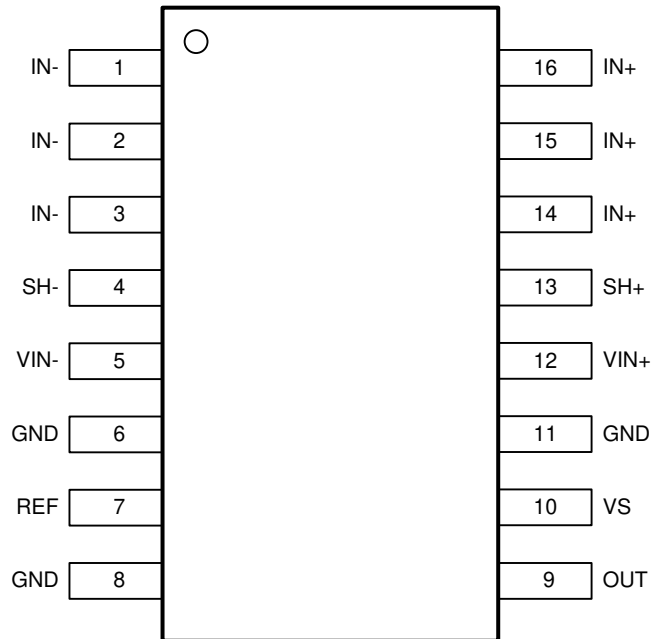 IN- 1 16 IN+
IN- 2 15 IN+
IN- 3 14 IN+
SH- 4 13 SH+
VIN- 5 12 VIN+
GND 6 11 GND
REF 7 10 VS
GND 8 9 OUT